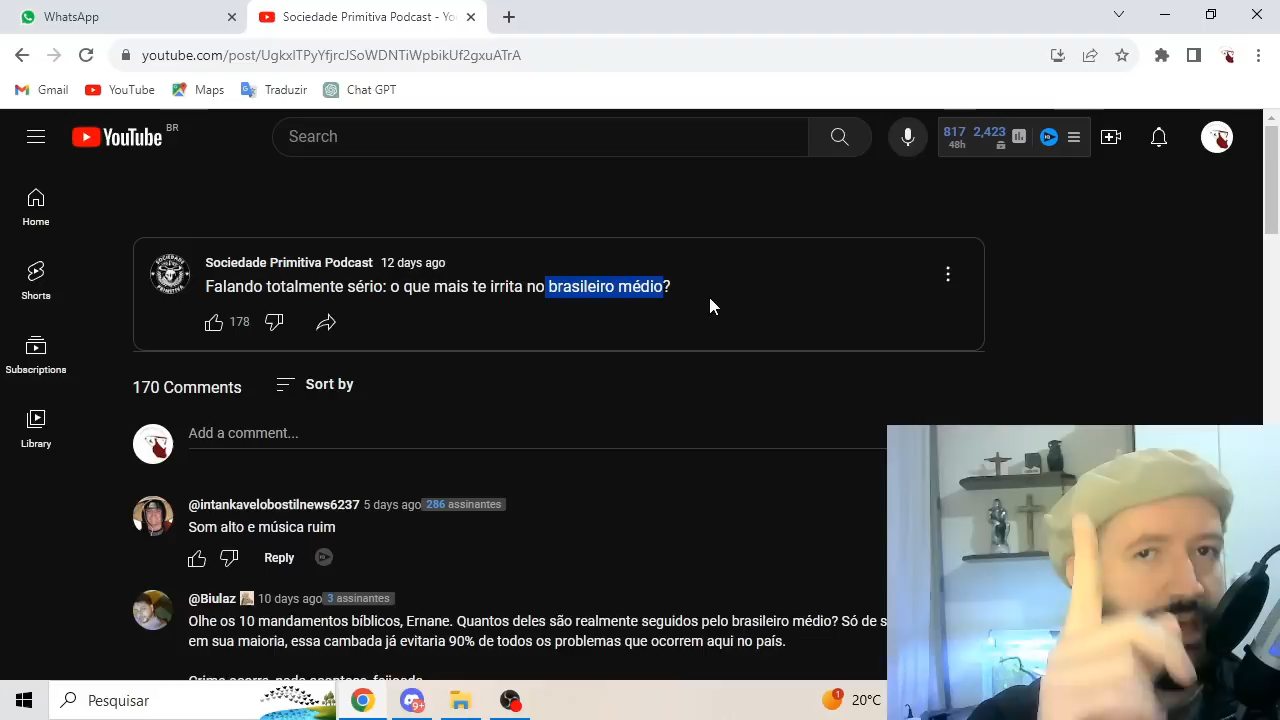 WhatsApp
Sociedade Primitiva Podcast - Yo
youtube.com/post/UgkxlTPyYfjrcJSoWDNTiWpbikUf2gxuATrA
Gmail
YouTube
Maps
Traduzir
Chat GPT
YouTube BR
Search
817 2,423
48h
Home
Shorts
Subscriptions
Library
SOCIEDADE
PRIMITIVA
Sociedade Primitiva Podcast 12 days ago
Falando totalmente sério: o que mais te irrita no brasileiro médio?
178
170 Comments
Sort by
Add a comment...
@intankavelobostilnews6237 5 days ago 286 assinantes
Som alto e música ruim
Reply
@Biulaz 10 days ago 3 assinantes
Olhe os 10 mandamentos bíblicos, Ernane. Quantos deles são realmente seguidos pelo brasileiro médio? Só de s
em sua maioria, essa cambada já evitaria 90% de todos os problemas que ocorrem aqui no país.
Pesquisar
9+
1
20°C